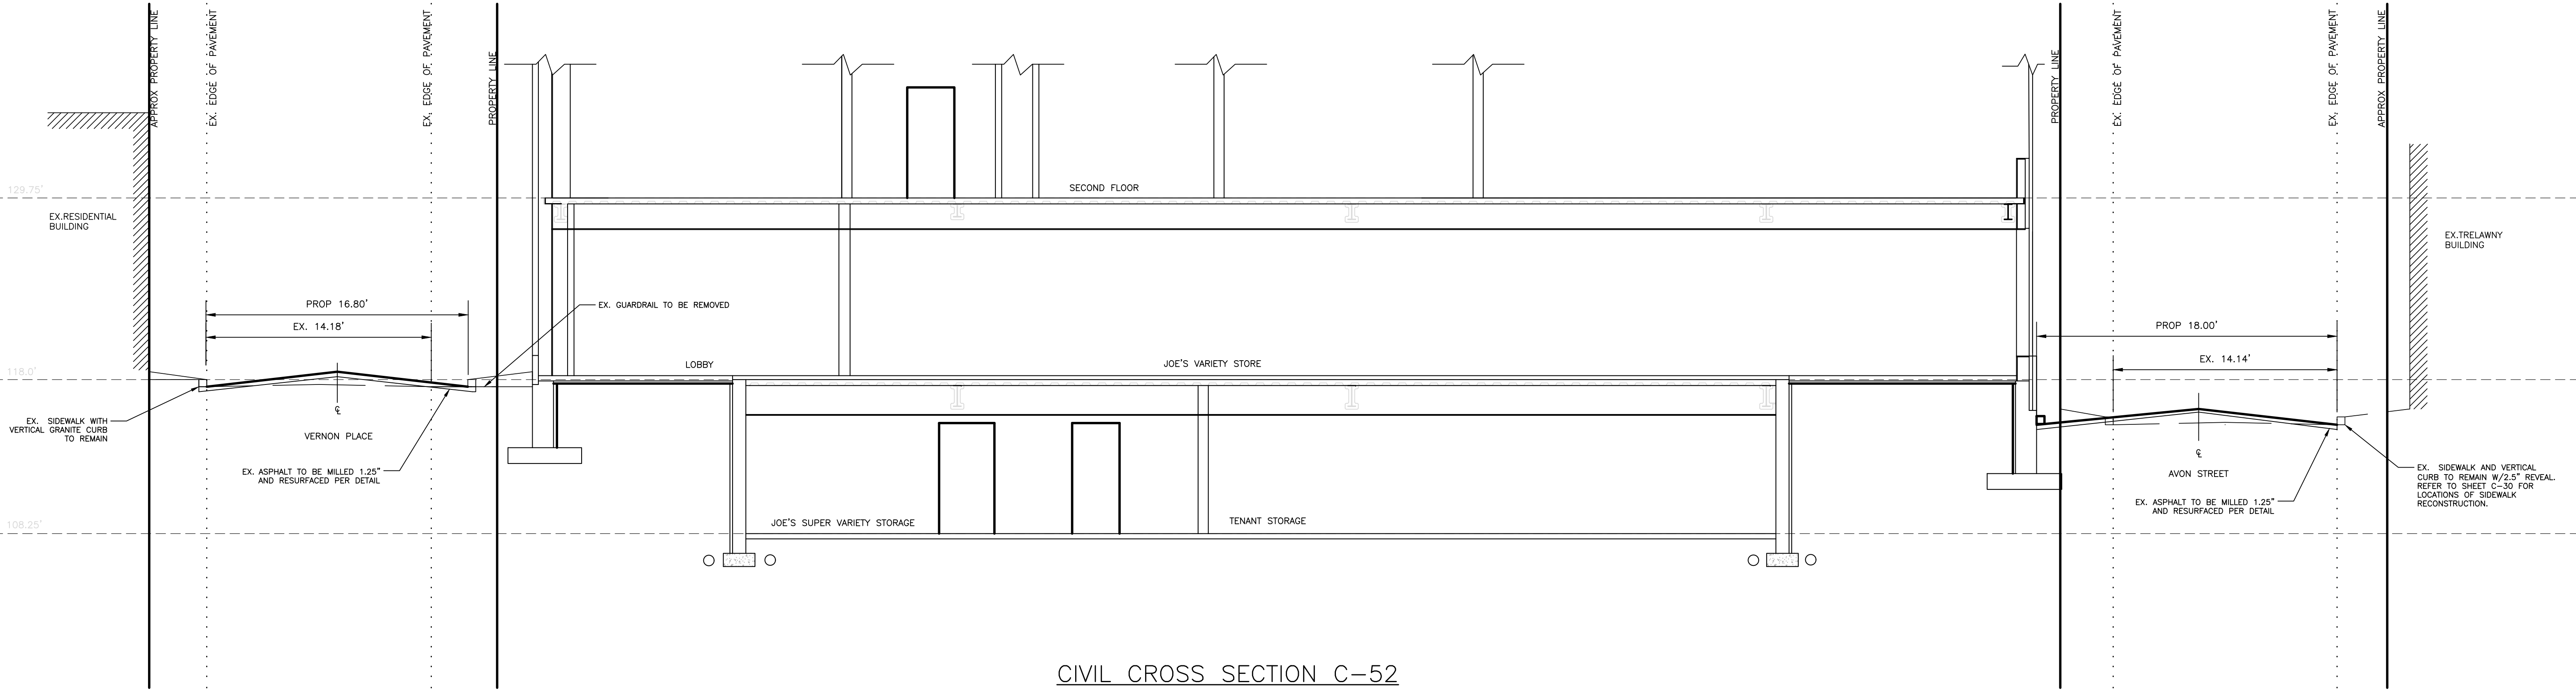 APPROX PROPERTY LINE
EX. EDGE OF PAVEMENT
EX. EDGE OF PAVEMENT
PROPERTY LINE
PROPERTY LINE
EX. EDGE OF PAVEMENT
EX. EDGE OF PAVEMENT
APPROX PROPERTY LINE
129.75'
SECOND FLOOR
EX.RESIDENTIAL
BUILDING
EX.TRELAWNY
BUILDING
PROP 16.80'
EX. 14.18'
EX. GUARDRAIL TO BE REMOVED
PROP 18.00'
EX. 14.14'
118.0'
LOBBY
JOE'S VARIETY STORE
℄
EX. SIDEWALK WITH
VERTICAL GRANITE CURB
TO REMAIN
VERNON PLACE
EX. ASPHALT TO BE MILLED 1.25"
AND RESURFACED PER DETAIL
℄
AVON STREET
EX. ASPHALT TO BE MILLED 1.25"
AND RESURFACED PER DETAIL
EX. SIDEWALK AND VERTICAL
CURB TO REMAIN W/2.5" REVEAL.
REFER TO SHEET C-30 FOR
LOCATIONS OF SIDEWALK
RECONSTRUCTION.
108.25'
JOE'S SUPER VARIETY STORAGE
TENANT STORAGE
CIVIL CROSS SECTION C-52